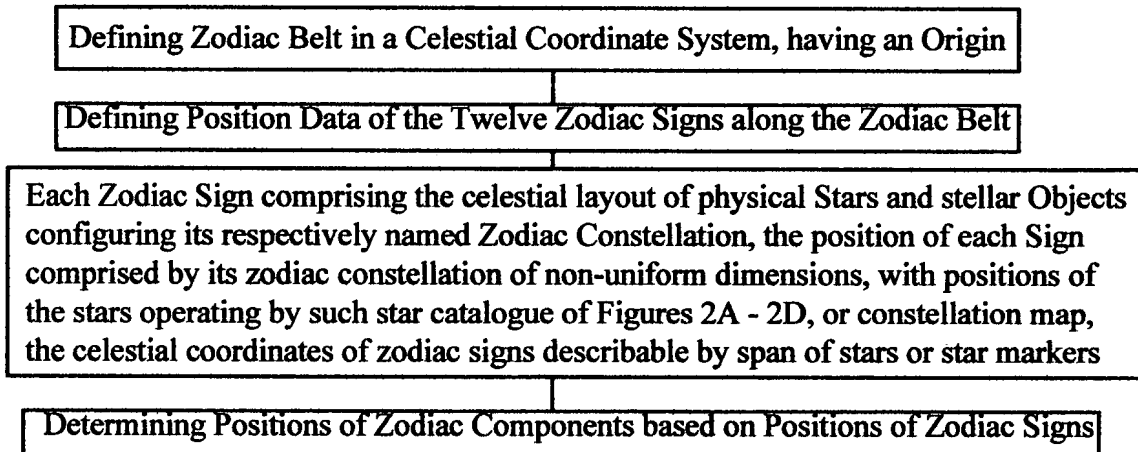 Defining Zodiac Belt in a Celestial Coordinate System, having an Origin
Defining Position Data of the Twelve Zodiac Signs along the Zodiac Belt
Each Zodiac Sign comprising the celestial layout of physical Stars and stellar Objects
configuring its respectively named Zodiac Constellation, the position of each Sign
comprised by its zodiac constellation of non-uniform dimensions, with positions of
the stars operating by such star catalogue of Figures 2A - 2D, or constellation map,
the celestial coordinates of zodiac signs describable by span of stars or star markers
Determining Positions of Zodiac Components based on Positions of Zodiac Signs